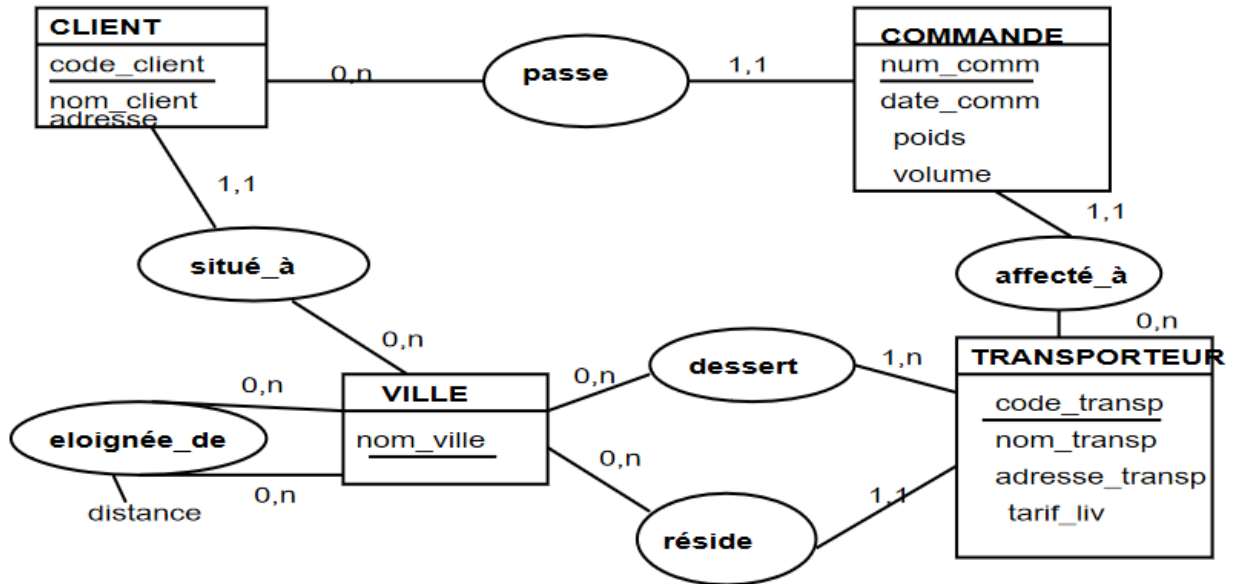 CLIENT
code_client
nom_client
adresse
0,n
passe
1,1
COMMANDE
num_comm
date_comm
poids
volume
1,1
situé_à
0,n
1,1
affecté_à
0,n
VILLE
nom_ville
0,n
eloignée_de
0,n
distance
0,n
dessert
1,n
0,n
réside
1,1
TRANSPORTEUR
code_transp
nom_transp
adresse_transp
tarif_liv